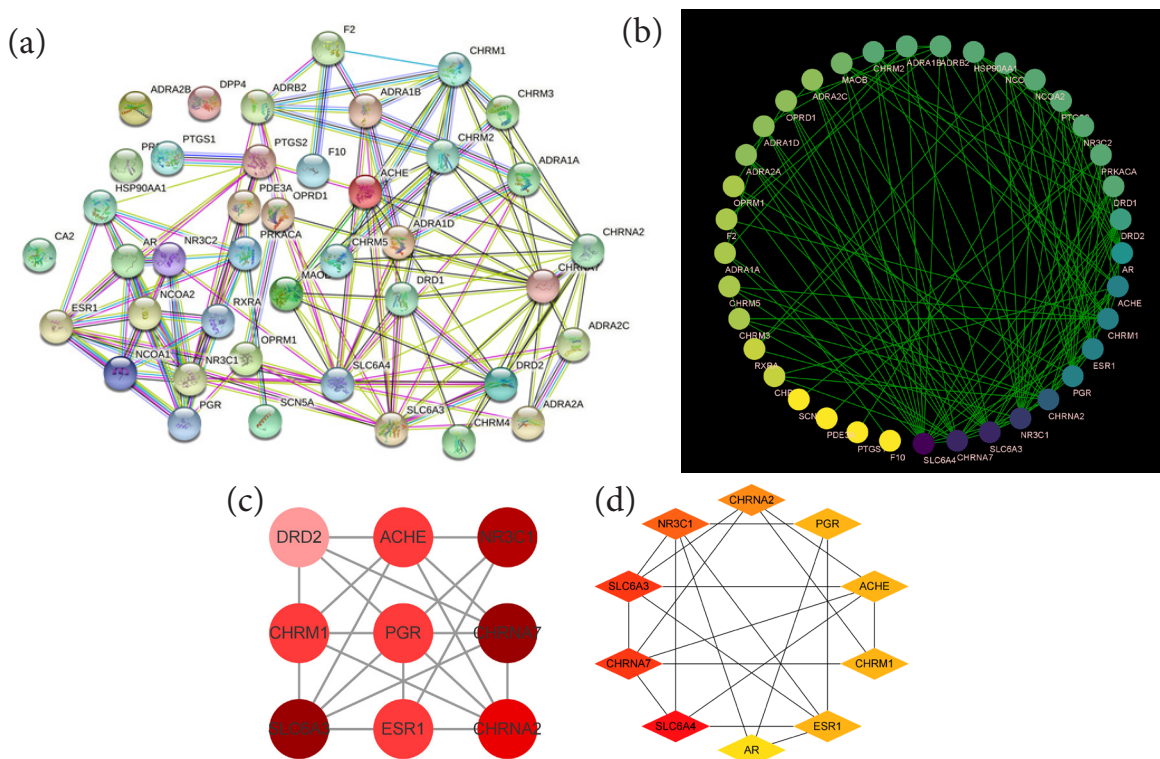 (a)
F2
CHRM1
ADRA2B
DPP4
ADRB2
ADRA1B
CHRM3
PTGS1
PTGS2
CHRM2
HSP90AA1
F10
ACHE
ADRA1A
PDE3A
OPRD1
AR
NR3C2
PRKACA
ADRA1D
CHRNA2
CA2
CHRM5
MAOB
DRD1
ESR1
NCOA2
RXRA
ADRA2C
NCOA1
NR3C1
OPRM1
SLC6A4
DRD2
PGR
SCN5A
SLC6A3
CHRM4
ADRA2A
(b)
ADRA1B
ADRB2
CHRM2
HSP90AA1
MAOB
ADRA2C
NCOA2
OPRD1
ADRA1D
NR3C2
ADRA2A
PRKACA
OPRM1
DRD1
F2
DRD2
ADRA1A
AR
CHRM5
ACHE
CHRM3
CHRM1
RXRA
ESR1
PGR
CHRNA2
NR3C1
F10
SLC6A4
CHRNA7
SLC6A3
(c)
DRD2
ACHE
NR3C1
CHRM1
PGR
CHRNA7
SLC6A3
ESR1
CHRNA2
(d)
CHRNA2
NR3C1
PGR
SLC6A3
ACHE
CHRNA7
CHRM1
SLC6A4
ESR1
AR